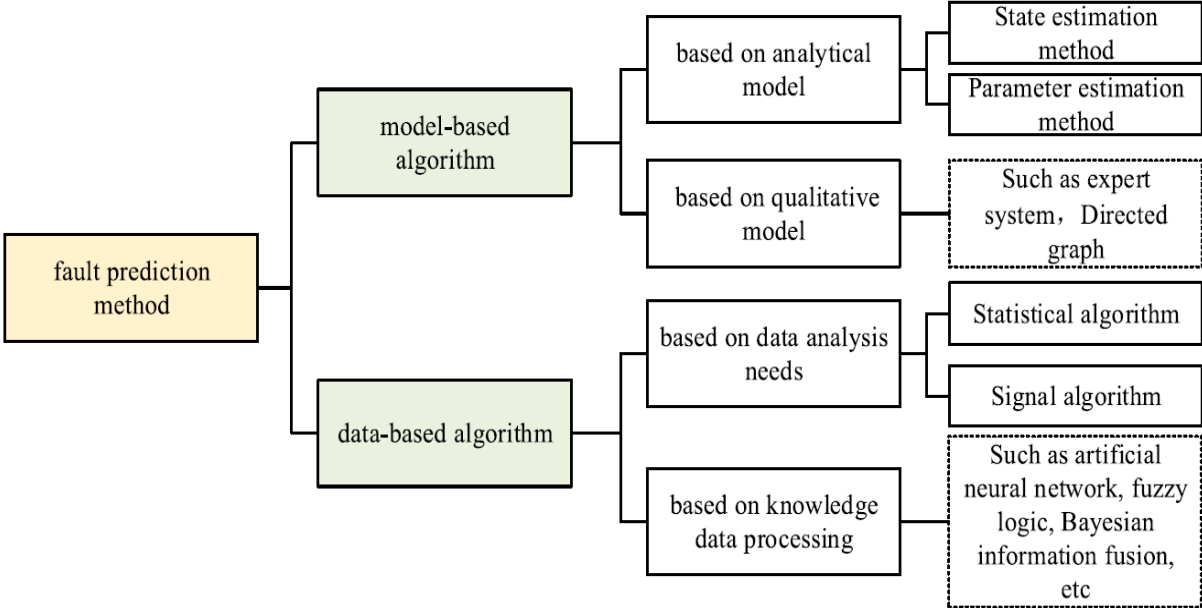 fault prediction
method
model-based
algorithm
data-based algorithm
based on analytical
model
based on qualitative
model
based on data analysis
needs
based on knowledge
data processing
State estimation
method
Parameter estimation
method
Such as expert
system，Directed
graph
Statistical algorithm
Signal algorithm
Such as artificial
neural network, fuzzy
logic, Bayesian
information fusion,
etc